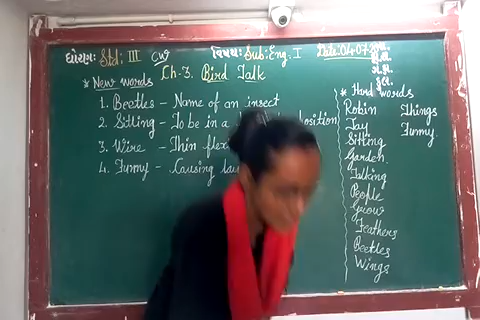 ધોરણ: Std: III CW વિષય: Sub: Eng. I Date: 04-07
Ch-3. Bird Talk
* New words
1. Beetles - Name of an insect
2. Sitting - To be in a position
3. Wire - Thin
4. Funny - Causing
* Hard words
Robin Things
Jay Funny.
Sitting
Garden.
Talking
People
Grow
Feathers
Beetles
Wings